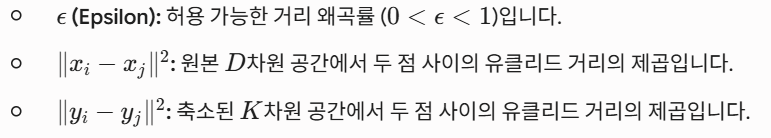 ○ ϵ (Epsilon): 허용 가능한 거리 왜곡률 (0 < ϵ < 1)입니다.
○ ∥x_i − x_j∥²: 원본 D차원 공간에서 두 점 사이의 유클리드 거리의 제곱입니다.
○ ∥y_i − y_j∥²: 축소된 K차원 공간에서 두 점 사이의 유클리드 거리의 제곱입니다.